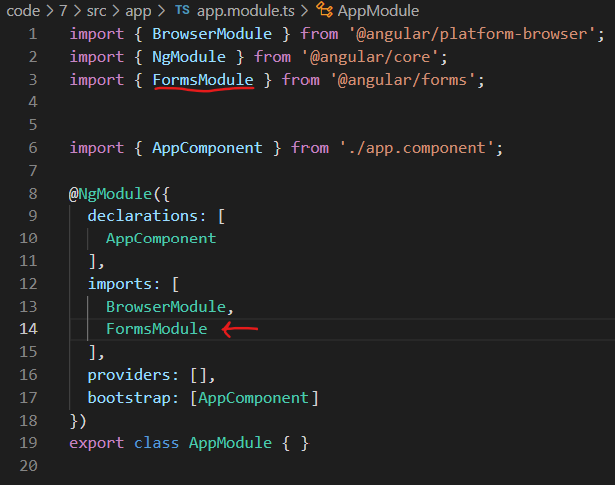 code > 7 > src > app > TS app.module.ts > AppModule
1 import { BrowserModule } from '@angular/platform-browser';
2 import { NgModule } from '@angular/core';
3 import { FormsModule } from '@angular/forms';
4
5
6 import { AppComponent } from './app.component';
7
8 @NgModule({
9   declarations: [
10     AppComponent
11   ],
12   imports: [
13     BrowserModule,
14     FormsModule
15   ],
16   providers: [],
17   bootstrap: [AppComponent]
18 })
19 export class AppModule { }
20